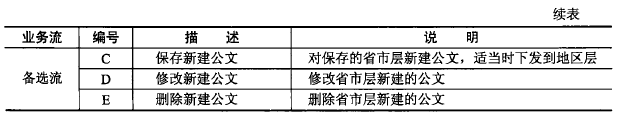 续表
业务流 编号 描 述 说 明
备选流 C 保存新建公文 对保存的省市层新建公文，适当时下发到地区层
D 修改新建公文 修改省市层新建的公文
E 删除新建公文 删除省市层新建的公文